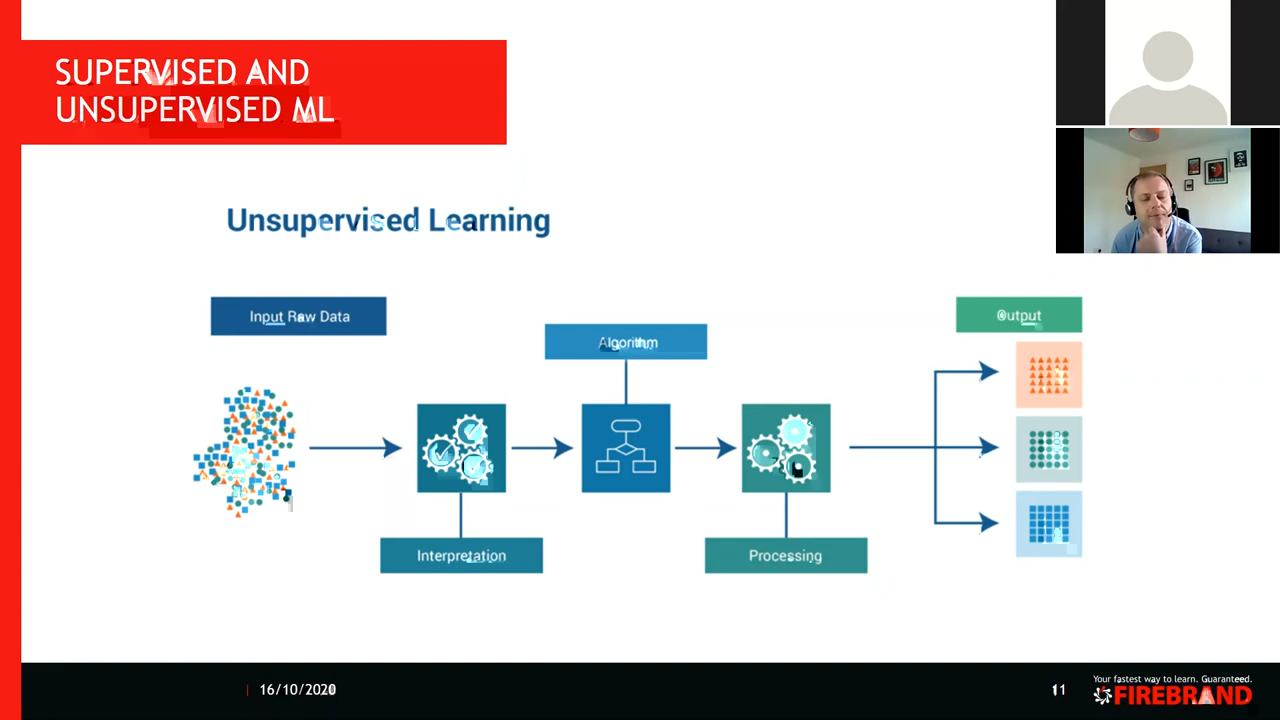 SUPERVISED AND
UNSUPERVISED ML
Unsupervised Learning
Input Raw Data
Output
Algorithm
Interpretation
Processing
16/10/2020
11
Your fastest way to learn. Guaranteed.
FIREBRAND